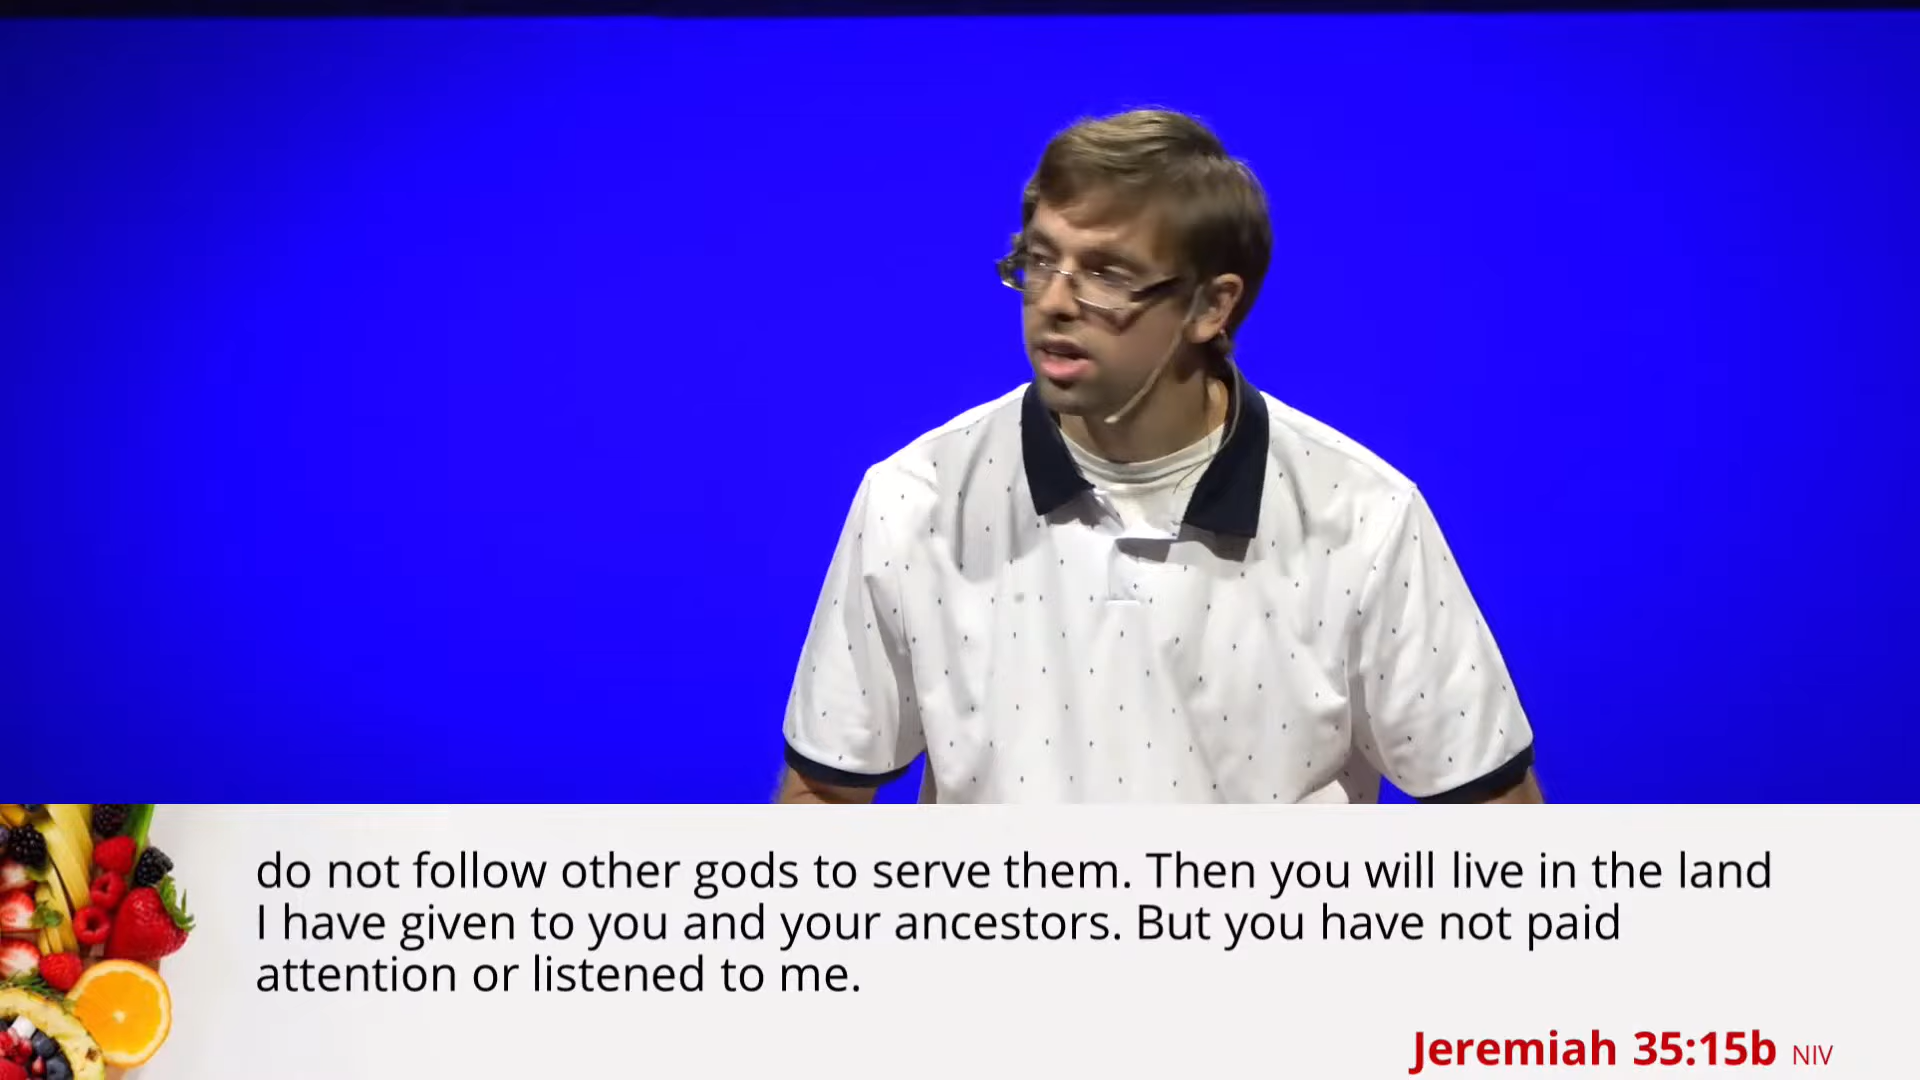 do not follow other gods to serve them. Then you will live in the land
I have given to you and your ancestors. But you have not paid
attention or listened to me.
Jeremiah 35:15b NIV